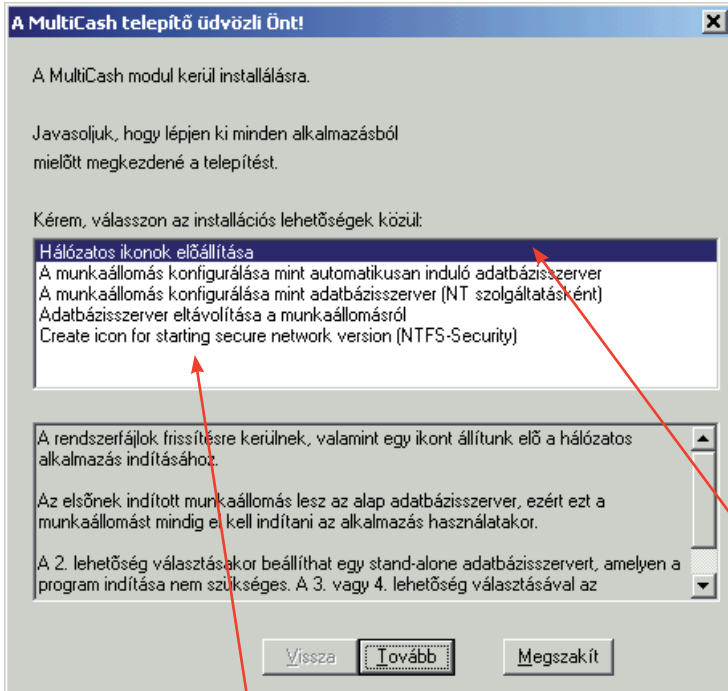 A MultiCash telepítő üdvözli Önt!
A MultiCash modul kerül installálásra.
Javasoljuk, hogy lépjen ki minden alkalmazásból
mielőtt megkezdené a telepítést.
Kérem, válasszon az installációs lehetőségek közül:
Hálózatos ikonok előállítása
A munkaállomás konfigurálása mint automatikusan induló adatbázisszerver
A munkaállomás konfigurálása mint adatbázisszerver (NT szolgáltatásként)
Adatbázisszerver eltávolítása a munkaállomásról
Create icon for starting secure network version (NTFS-Security)
A rendszerfájlok frissítésre kerülnek, valamint egy ikont állítunk elő a hálózatos
alkalmazás indításához.
Az elsőnek indított munkaállomás lesz az alap adatbázisszerver, ezért ezt a
munkaállomást mindig el kell indítani az alkalmazás használatakor.
A 2. lehetőség választásakor beállíthat egy stand-alone adatbázisszervert, amelyen a
program indítása nem szükséges. A 3. vagy 4. lehetőség választásával az
Vissza
Tovább
Megszakít